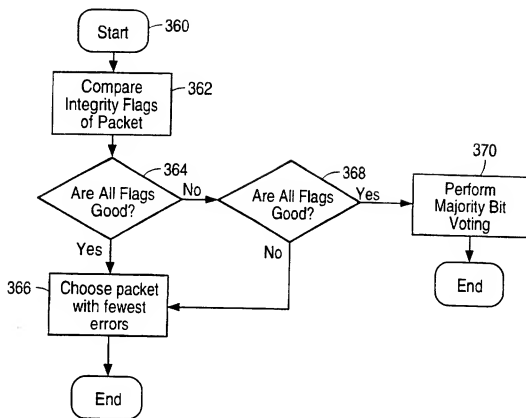 Start
360
Compare
Integrity Flags
of Packet
362
364
Are All Flags
Good?
No
Yes
368
Are All Flags
Good?
Yes
No
370
Perform
Majority Bit
Voting
End
366
Choose packet
with fewest
errors
End